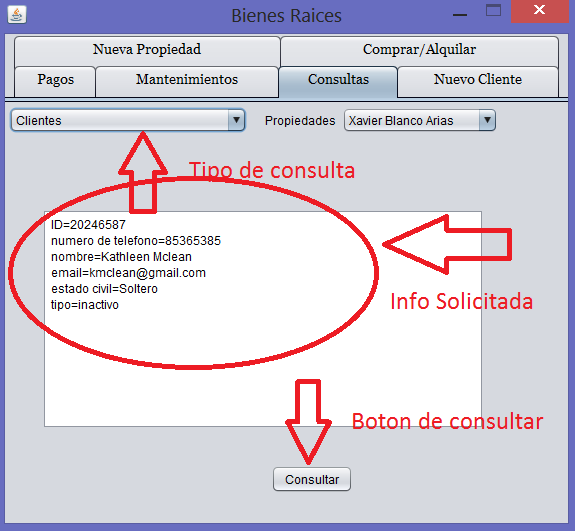 Bienes Raices
Nueva Propiedad
Comprar/Alquilar
Pagos
Mantenimientos
Consultas
Nuevo Cliente
Clientes
Propiedades
Xavier Blanco Arias
Tipo de consulta
ID=20246587
numero de telefono=85365385
nombre=Kathleen Mclean
email=kmclean@gmail.com
estado civil=Soltero
tipo=inactivo
Info Solicitada
Boton de consultar
Consultar